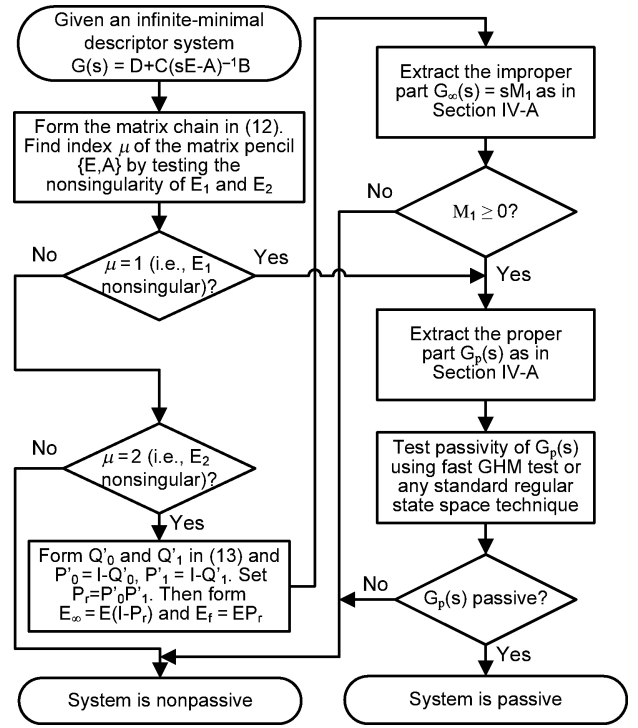 Given an infinite-minimal
descriptor system
G(s) = D+C(sE-A)⁻¹B
Form the matrix chain in (12).
Find index μ of the matrix pencil
{E,A} by testing the
nonsingularity of E₁ and E₂
No
μ = 1 (i.e., E₁
nonsingular)?
Yes
No
μ = 2 (i.e., E₂
nonsingular)?
Yes
Form Q'₀ and Q'₁ in (13) and
P'₀ = I-Q'₀, P'₁ = I-Q'₁. Set
Pᵣ=P'₀P'₁. Then form
E∞ = E(I-Pᵣ) and E_f = EPᵣ
System is nonpassive
Extract the improper
part G∞(s) = sM₁ as in
Section IV-A
No
M₁ ≥ 0?
Yes
Extract the proper
part Gₚ(s) as in
Section IV-A
Test passivity of Gₚ(s)
using fast GHM test or
any standard regular
state space technique
No
Gₚ(s) passive?
Yes
System is passive